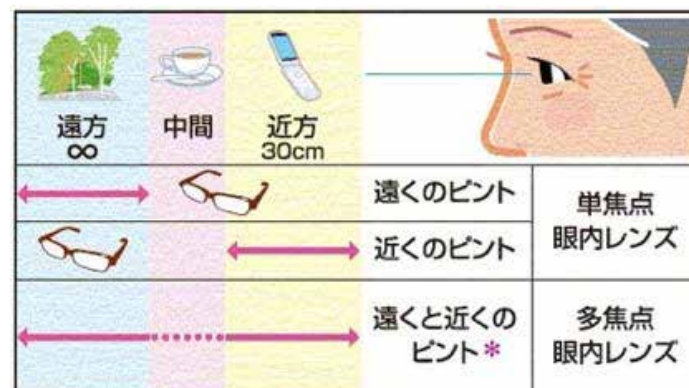 遠方
∞
中間
近方
30cm
遠くのピント
近くのピント
単焦点
眼内レンズ
遠くと近くの
ピント*
多焦点
眼内レンズ